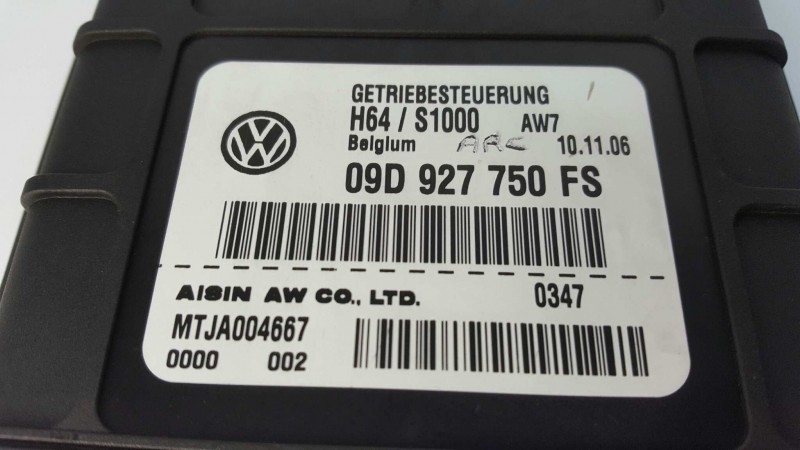 GETRIEBESTEUERUNG
H64 / S1000 AW7
Belgium ARC 10.11.06
09D 927 750 FS
AISIN AW CO., LTD. 0347
MTJA004667
0000 002